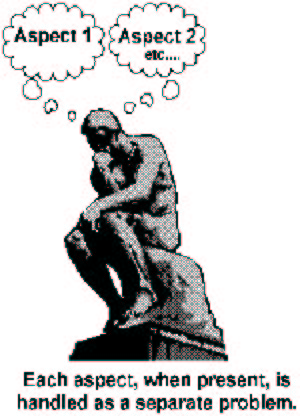 Aspect 1
Aspect 2
etc....
Each aspect, when present, is
handled as a separate problem.